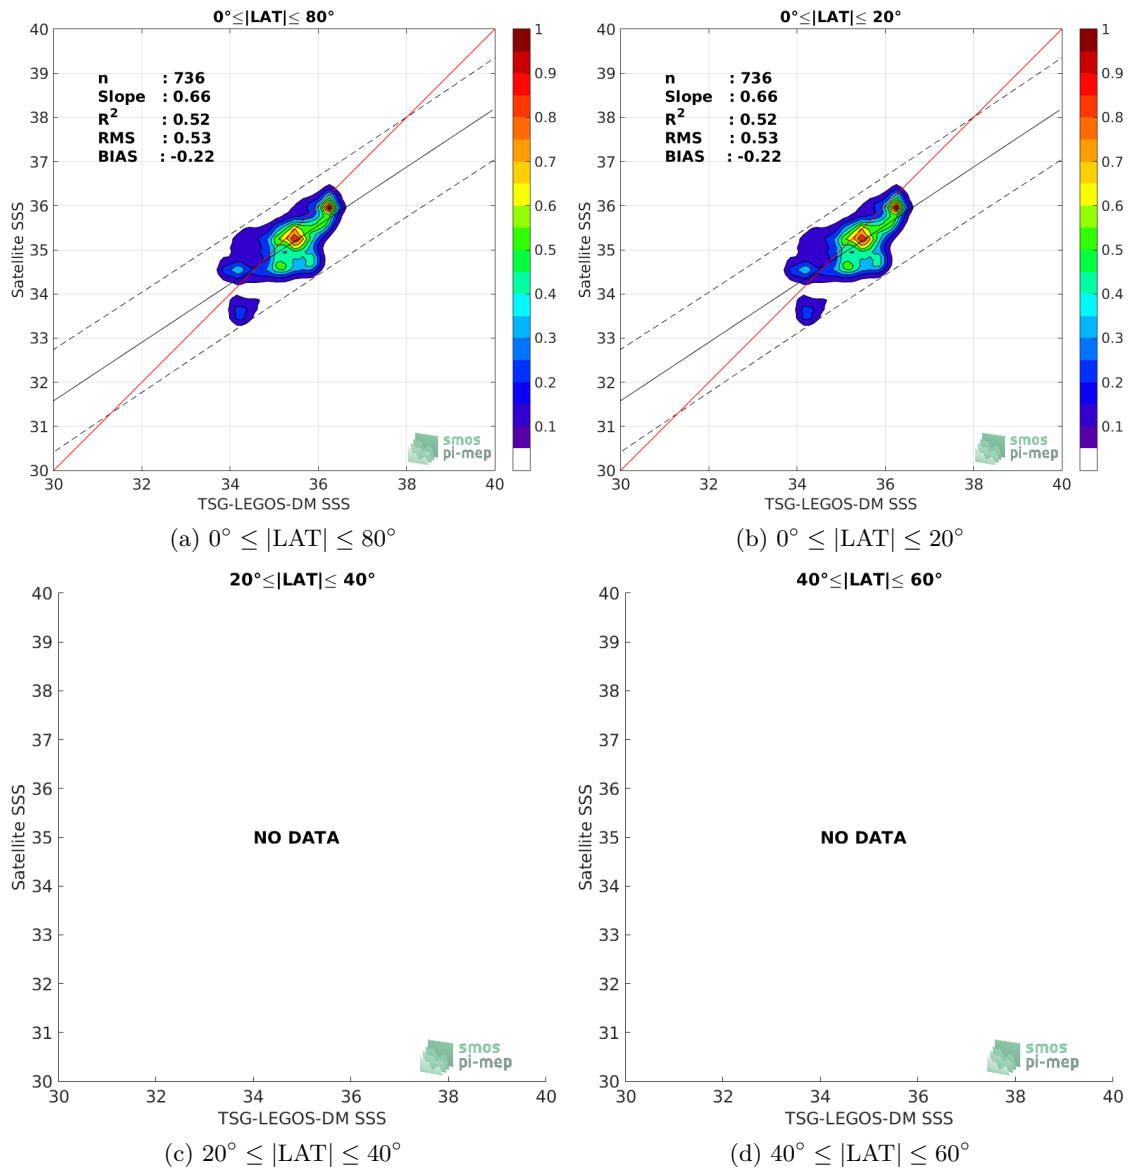 0°≤|LAT|≤ 80°
40
39
38
37
36
35
34
33
32
31
30
Satellite SSS
n : 736
Slope : 0.66
R² : 0.52
RMS : 0.53
BIAS : -0.22
1
0.9
0.8
0.7
0.6
0.5
0.4
0.3
0.2
0.1
smos
pi-mep
30 32 34 36 38 40
TSG-LEGOS-DM SSS
(a) 0° ≤ |LAT| ≤ 80°
0°≤|LAT|≤ 20°
40
39
38
37
36
35
34
33
32
31
30
Satellite SSS
n : 736
Slope : 0.66
R² : 0.52
RMS : 0.53
BIAS : -0.22
1
0.9
0.8
0.7
0.6
0.5
0.4
0.3
0.2
0.1
smos
pi-mep
30 32 34 36 38 40
TSG-LEGOS-DM SSS
(b) 0° ≤ |LAT| ≤ 20°
20°≤|LAT|≤ 40°
40
39
38
37
36
35
34
33
32
31
30
Satellite SSS
NO DATA
smos
pi-mep
30 32 34 36 38 40
TSG-LEGOS-DM SSS
(c) 20° ≤ |LAT| ≤ 40°
40°≤|LAT|≤ 60°
40
39
38
37
36
35
34
33
32
31
30
Satellite SSS
NO DATA
smos
pi-mep
30 32 34 36 38 40
TSG-LEGOS-DM SSS
(d) 40° ≤ |LAT| ≤ 60°